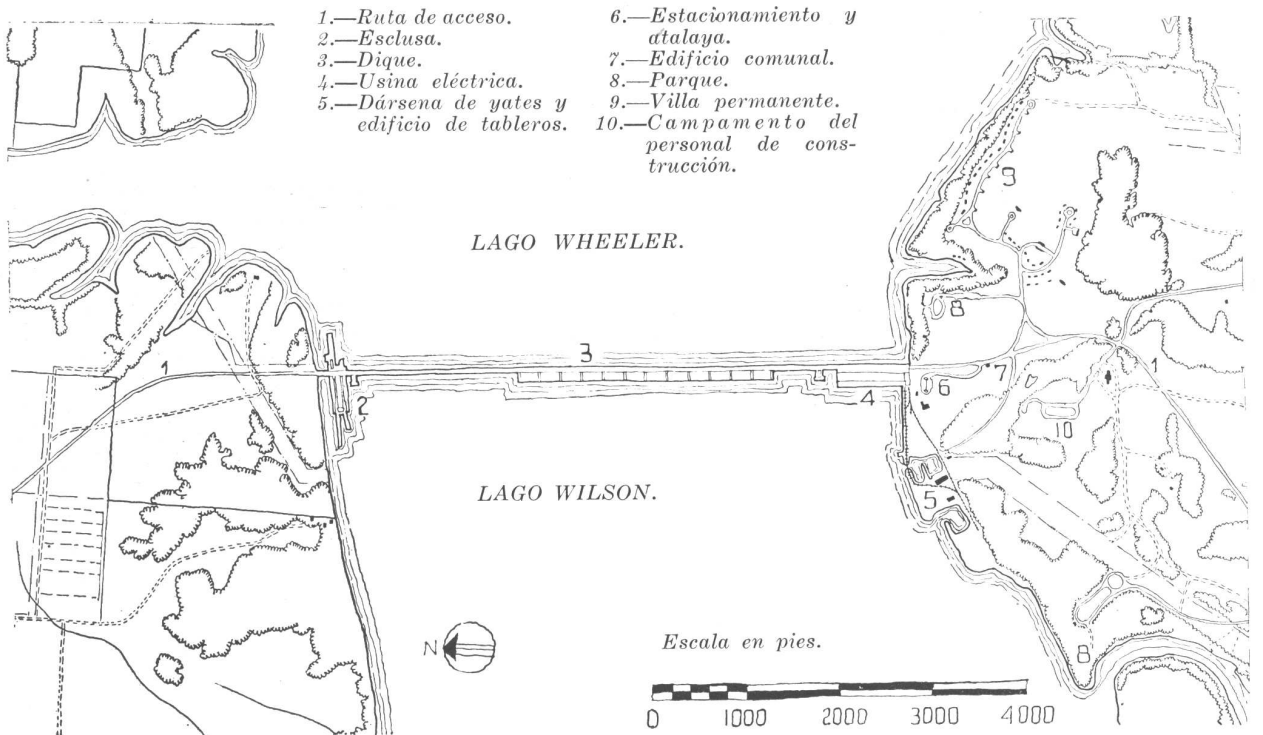 1.—Ruta de acceso.
2.—Esclusa.
3.—Dique.
4.—Usina eléctrica.
5.—Dársena de yates y
edificio de tableros.
6.—Estacionamiento y
atalaya.
7.—Edificio comunal.
8.—Parque.
9.—Villa permanente.
10.—Campamento del
personal de cons-
trucción.
9
LAGO WHEELER.
8
3
1
1
7
6
2
4
10
LAGO WILSON.
5
N
Escala en pies.
8
0 1000 2000 3000 4000